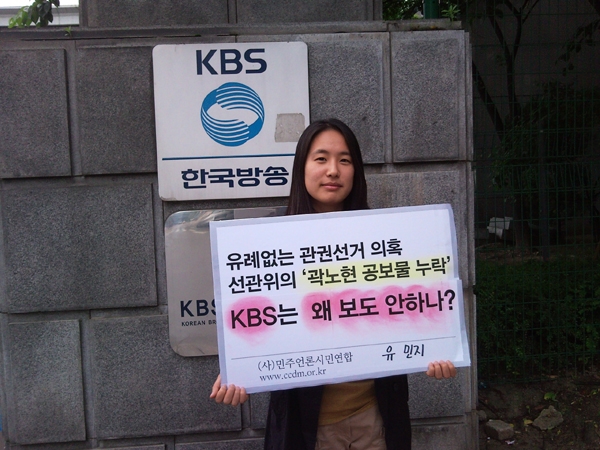 KBS
한국방송
KBS
KOREAN BR
유례없는 관권선거 의혹
선관위의 '곽노현 공보물 누락'
KBS는 왜 보도 안하나?
(사)민주언론시민연합 유 민지
www.ccdm.or.kr